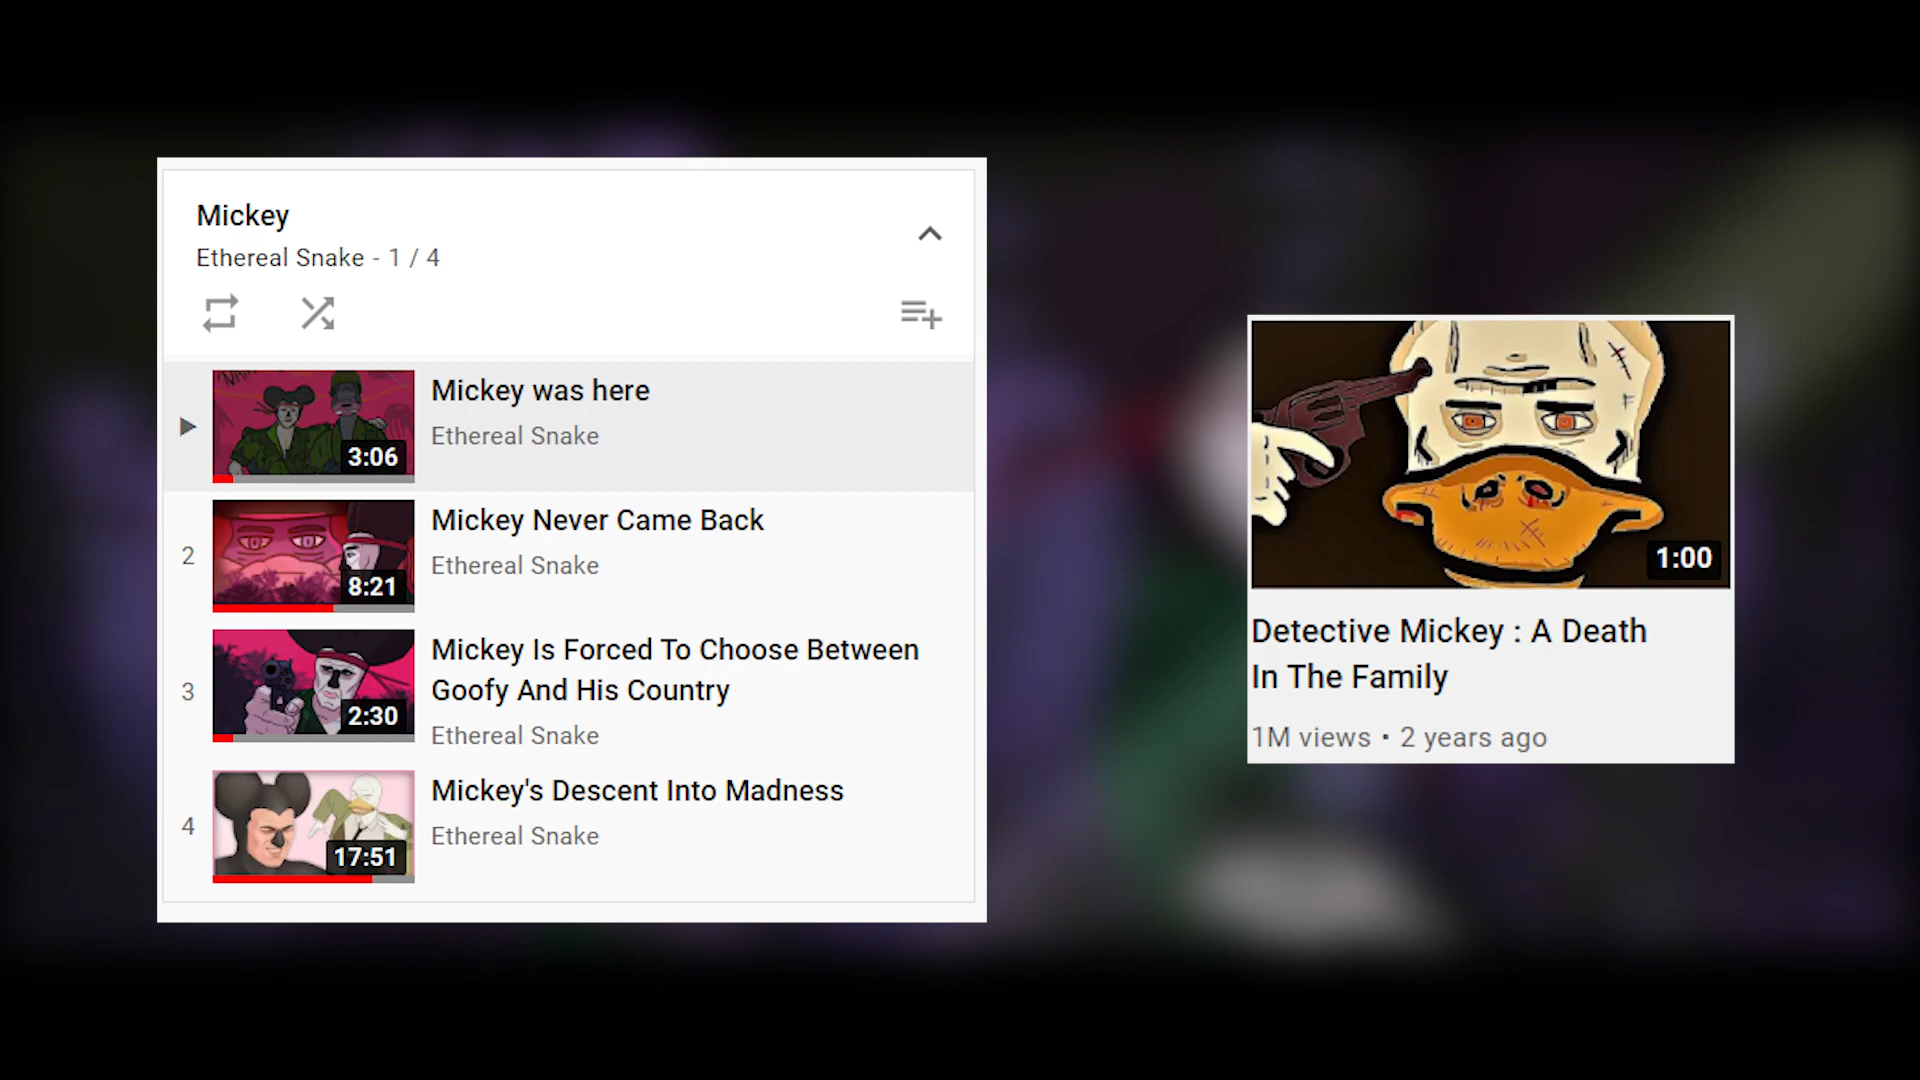 Mickey
Ethereal Snake - 1 / 4
Mickey was here
Ethereal Snake
3:06
2
Mickey Never Came Back
Ethereal Snake
8:21
3
Mickey Is Forced To Choose Between
Goofy And His Country
Ethereal Snake
2:30
4
Mickey's Descent Into Madness
Ethereal Snake
17:51
1:00
Detective Mickey : A Death
In The Family
1M views • 2 years ago